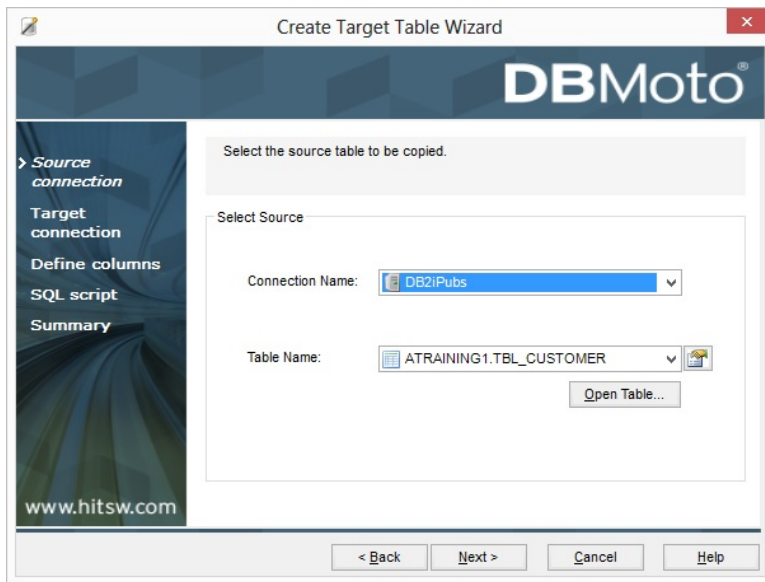 Create Target Table Wizard
DBMoto®
Source
connection
Target
connection
Define columns
SQL script
Summary
www.hitsw.com
Select the source table to be copied.
Select Source
Connection Name:
DB2iPubs
Table Name:
ATRAINING1.TBL_CUSTOMER
Open Table...
< Back
Next >
Cancel
Help